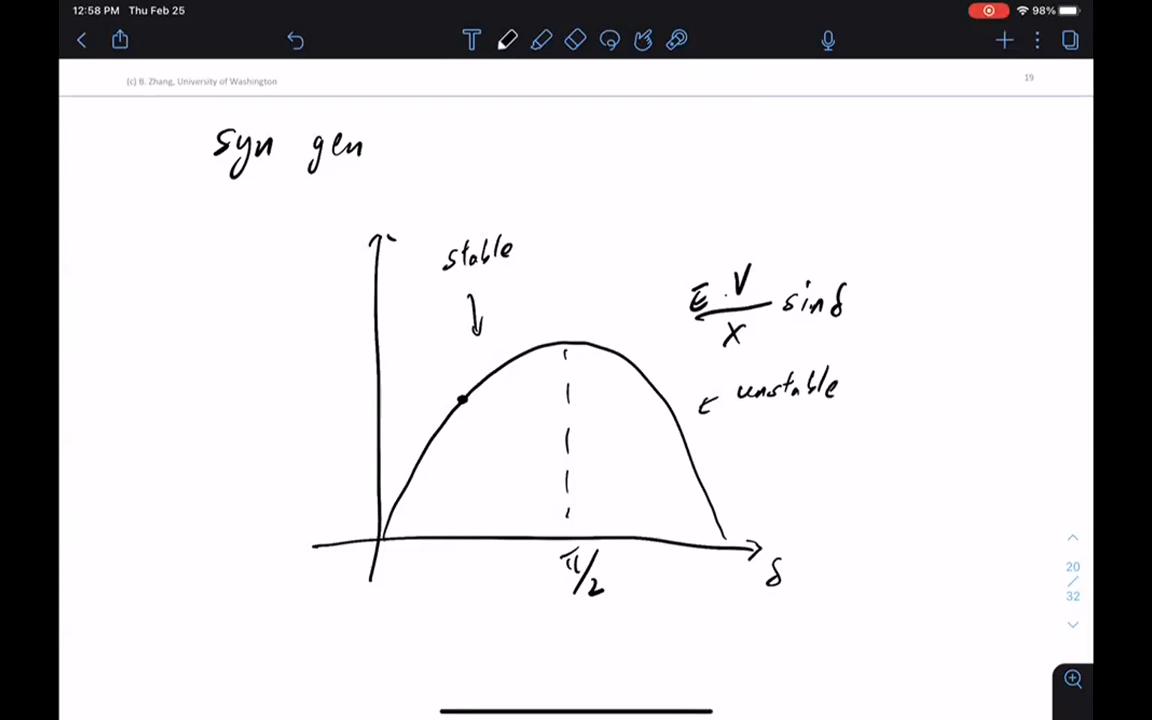 12:58 PM Thu Feb 25
98%
(c) B. Zhang, University of Washington
19
syn gen
stable
E.V
X
sin δ
unstable
π/2
δ
20
/
32